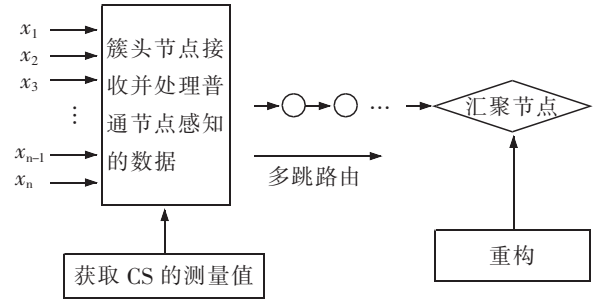 x₁
x₂
x₃
⋮
xₙ₋₁
xₙ
簇头节点接
收并处理普
通节点感知
的数据
…
汇聚节点
多跳路由
获取 CS 的测量值
重构